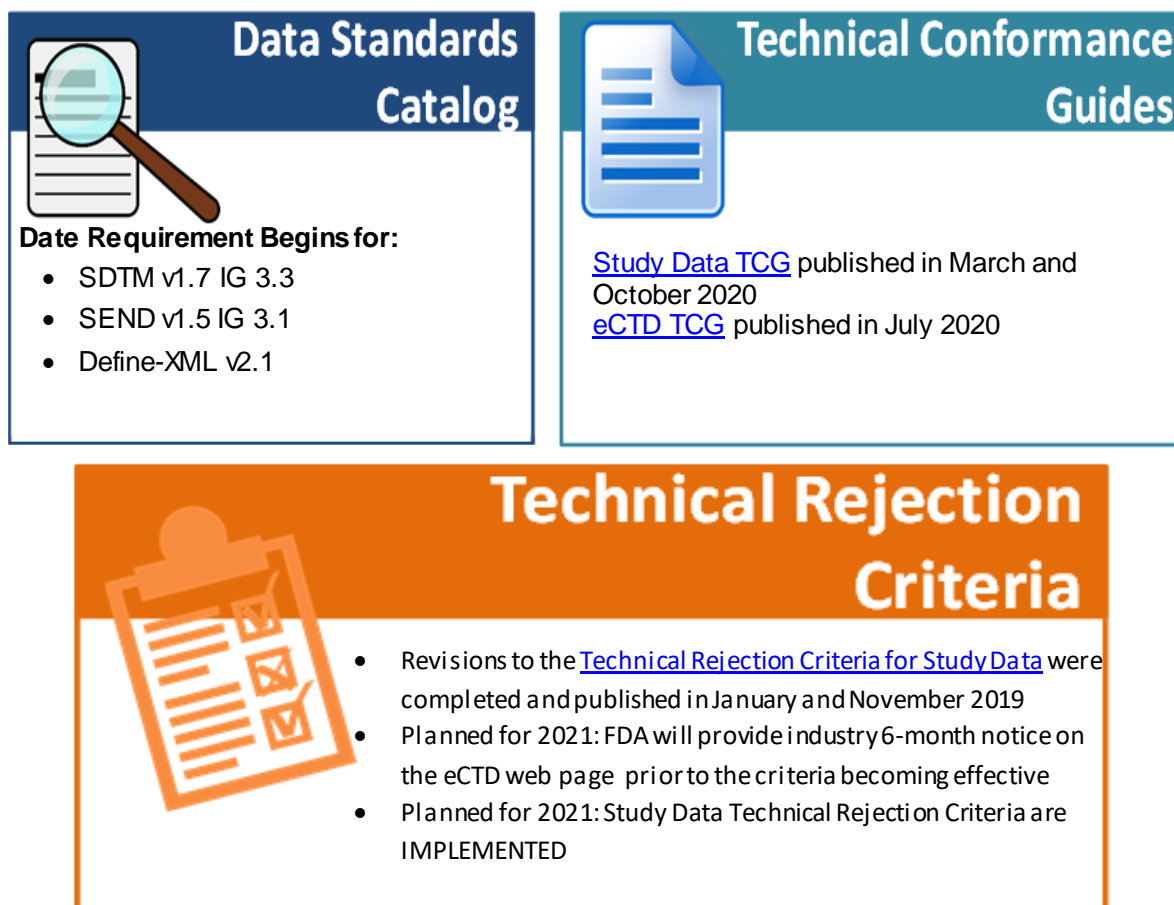 Data Standards
Catalog
Date Requirement Begins for:
• SDTM v1.7 IG 3.3
• SEND v1.5 IG 3.1
• Define-XML v2.1
Technical Conformance
Guides
Study Data TCG published in March and
October 2020
eCTD TCG published in July 2020
Technical Rejection
Criteria
• Revisions to the Technical Rejection Criteria for Study Data were
completed and published in January and November 2019
• Planned for 2021: FDA will provide industry 6-month notice on
the eCTD web page prior to the criteria becoming effective
• Planned for 2021: Study Data Technical Rejection Criteria are
IMPLEMENTED